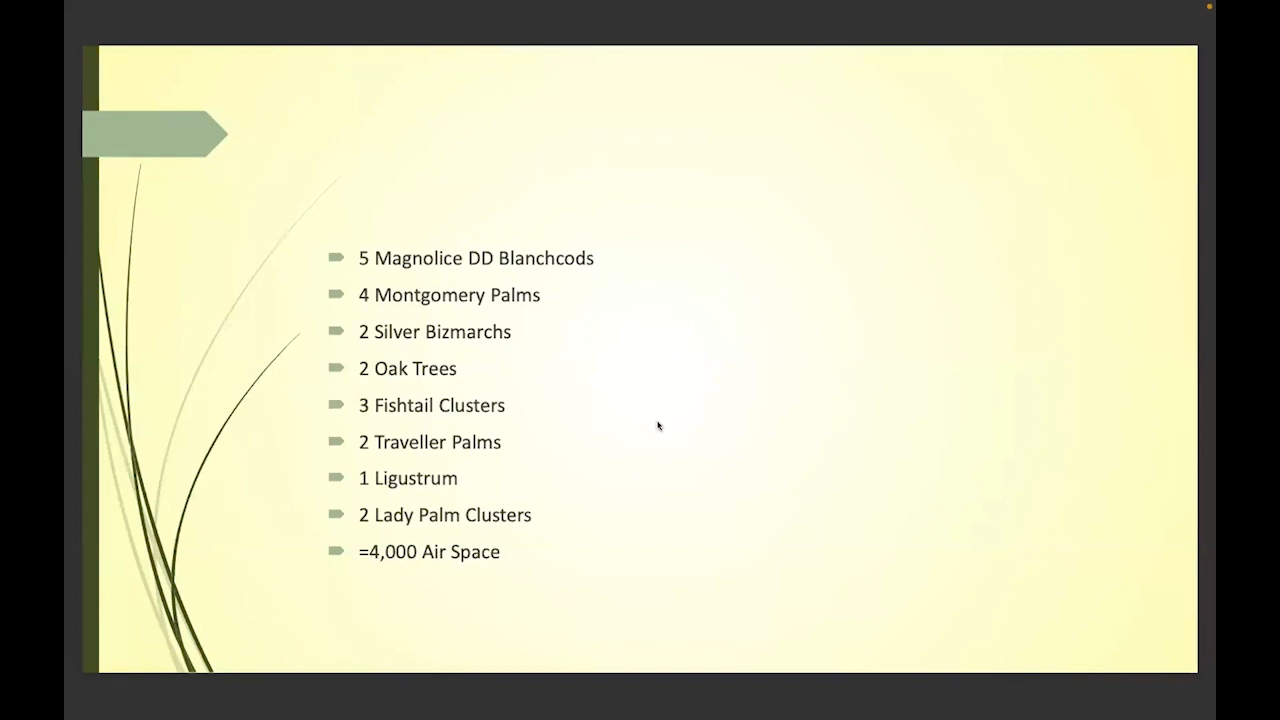 5 Magnolice DD Blanchcods
4 Montgomery Palms
2 Silver Bizmarchs
2 Oak Trees
3 Fishtail Clusters
2 Traveller Palms
1 Ligustrum
2 Lady Palm Clusters
=4,000 Air Space